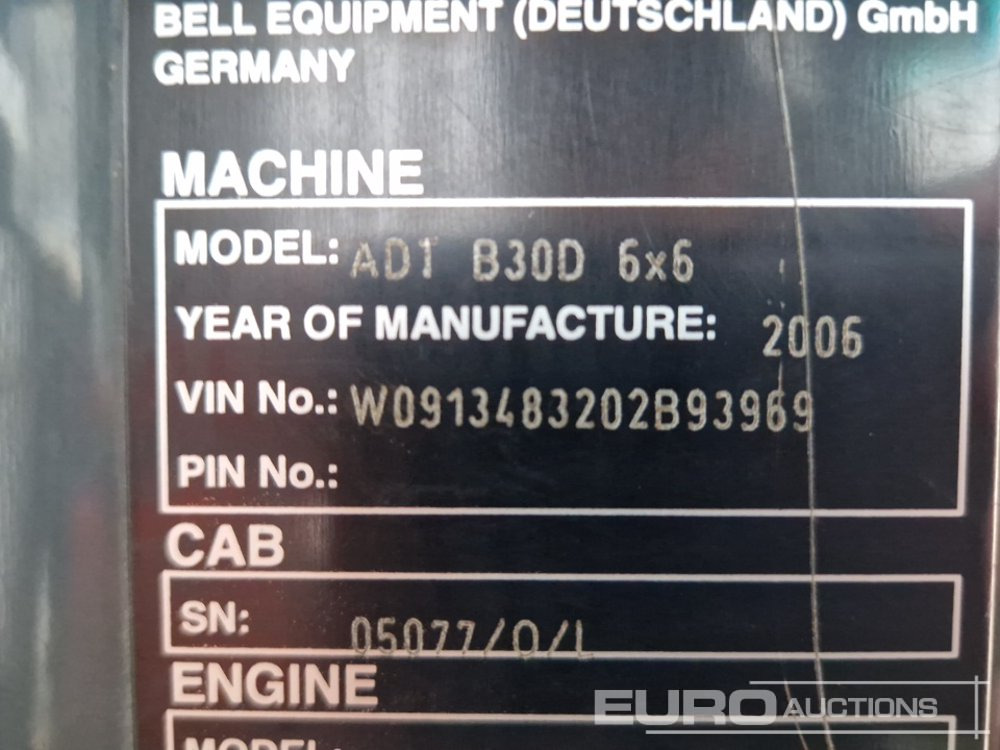 BELL EQUIPMENT (DEUTSCHLAND) GmbH
GERMANY
MACHINE
MODEL: ADT B30D 6x6
YEAR OF MANUFACTURE: 2006
VIN No.: W0913483202B93969
PIN No.:
CAB
SN: 05077/O/L
ENGINE
MODEL:
EURO AUCTIONS